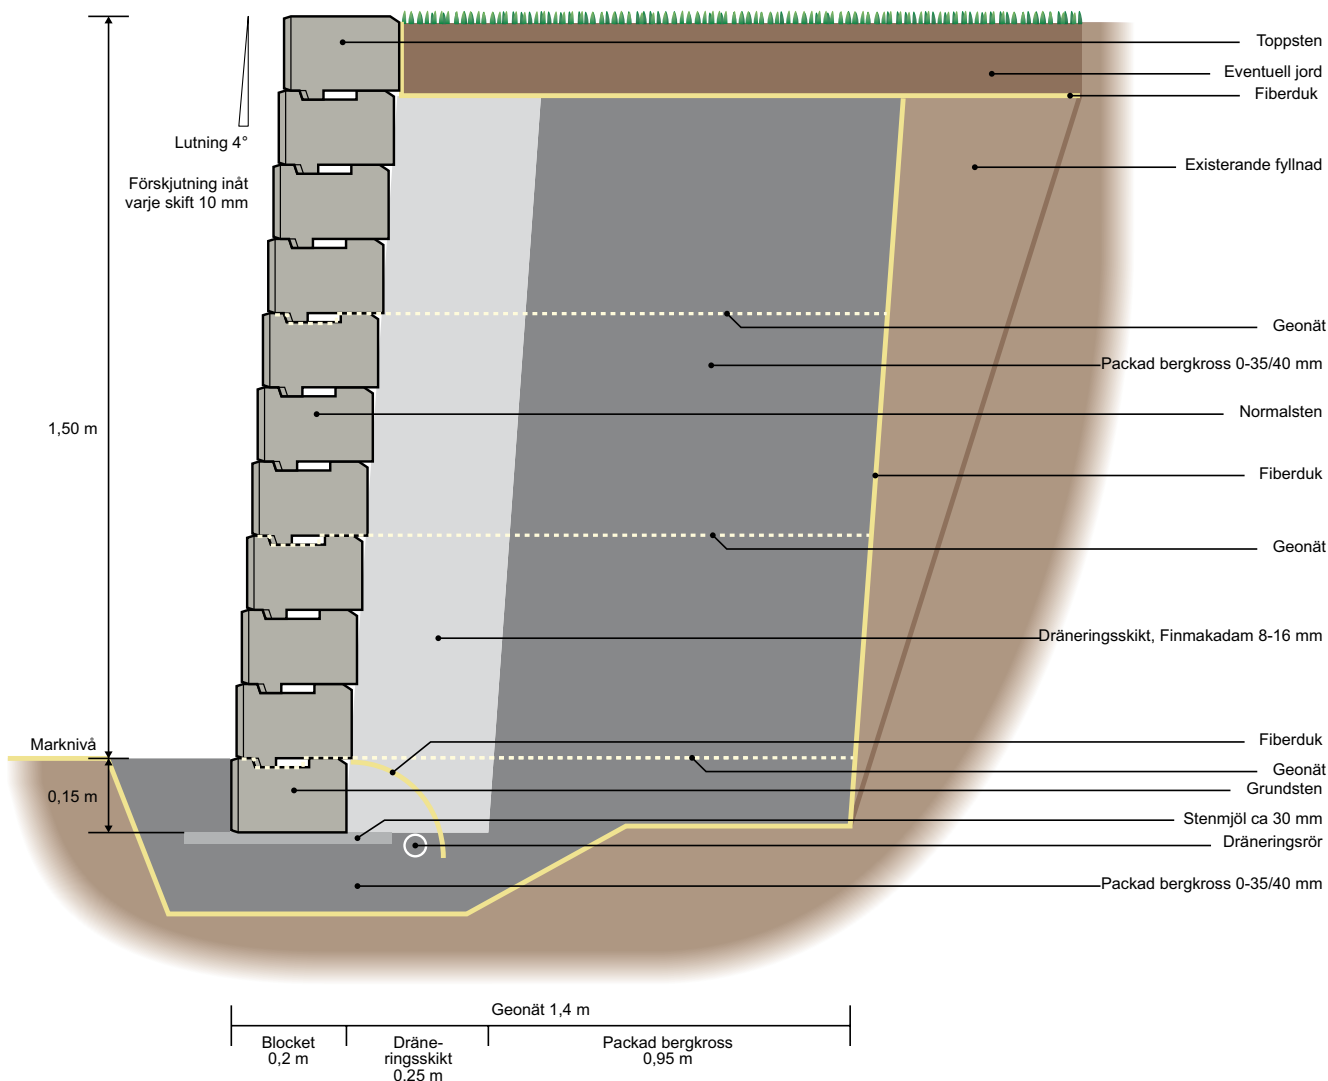 Toppsten
Eventuell jord
Fiberduk
Lutning 4°
Existerande fyllnad
Förskjutning inåt
varje skift 10 mm
Geonät
Packad bergkross 0-35/40 mm
Normalsten
1,50 m
Fiberduk
Geonät
Dräneringsskikt, Finmakadam 8-16 mm
Marknivå
Fiberduk
Geonät
Grundsten
0,15 m
Stenmjöl ca 30 mm
Dräneringsrör
Packad bergkross 0-35/40 mm
Geonät 1,4 m
Blocket
0,2 m
Dräne-
ringsskikt
0,25 m
Packad bergkross
0,95 m